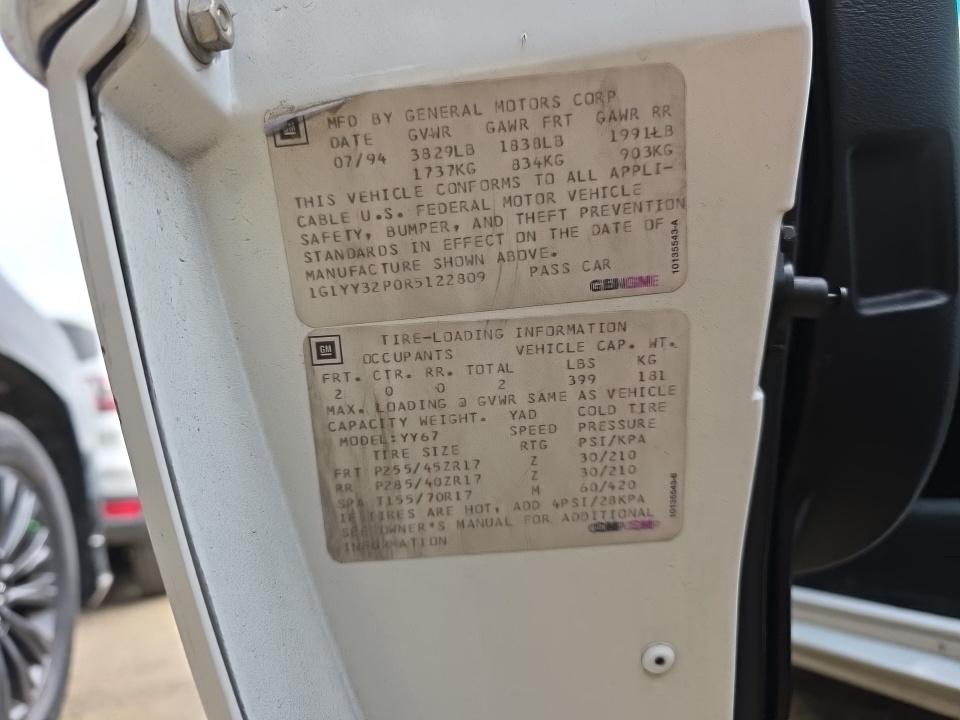 GM
MFD BY GENERAL MOTORS CORP
DATE GVWR GAWR FRT GAWR RR
07/94 3829LB 1838LB 1991LB
1737KG 834KG 903KG
THIS VEHICLE CONFORMS TO ALL APPLI-
CABLE U.S. FEDERAL MOTOR VEHICLE
SAFETY, BUMPER, AND THEFT PREVENTION
STANDARDS IN EFFECT ON THE DATE OF
MANUFACTURE SHOWN ABOVE.
1G1YY32P0R5122809 PASS CAR
10135543-A
GM
TIRE-LOADING INFORMATION
OCCUPANTS VEHICLE CAP. WT.
FRT. CTR. RR. TOTAL LBS KG
2 0 0 2 399 181
MAX. LOADING @ GVWR SAME AS VEHICLE
CAPACITY WEIGHT. YAD COLD TIRE
MODEL:YY67 SPEED PRESSURE
TIRE SIZE RTG PSI/KPA
FRT P255/45ZR17 Z 30/210
RR P285/40ZR17 Z 30/210
SPA T155/70R17 M 60/420
IF TIRES ARE HOT, ADD 4PSI/28KPA
SEE OWNER'S MANUAL FOR ADDITIONAL
INFORMATION
10135543-B